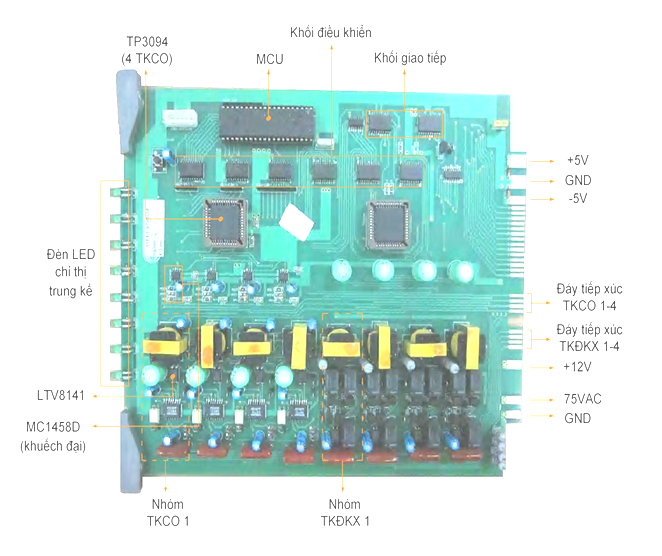 Khối điều khiển
TP3094
(4 TKCO)
MCU
Khối giao tiếp
+5V
GND
-5V
Đèn LED
chỉ thị
trung kế
Đáy tiếp xúc
TKCO 1-4
Đáy tiếp xúc
TKĐKX 1-4
+12V
LTV8141
75VAC
MC1458D
(khuếch đại)
GND
Nhóm
TKCO 1
Nhóm
TKĐKX 1